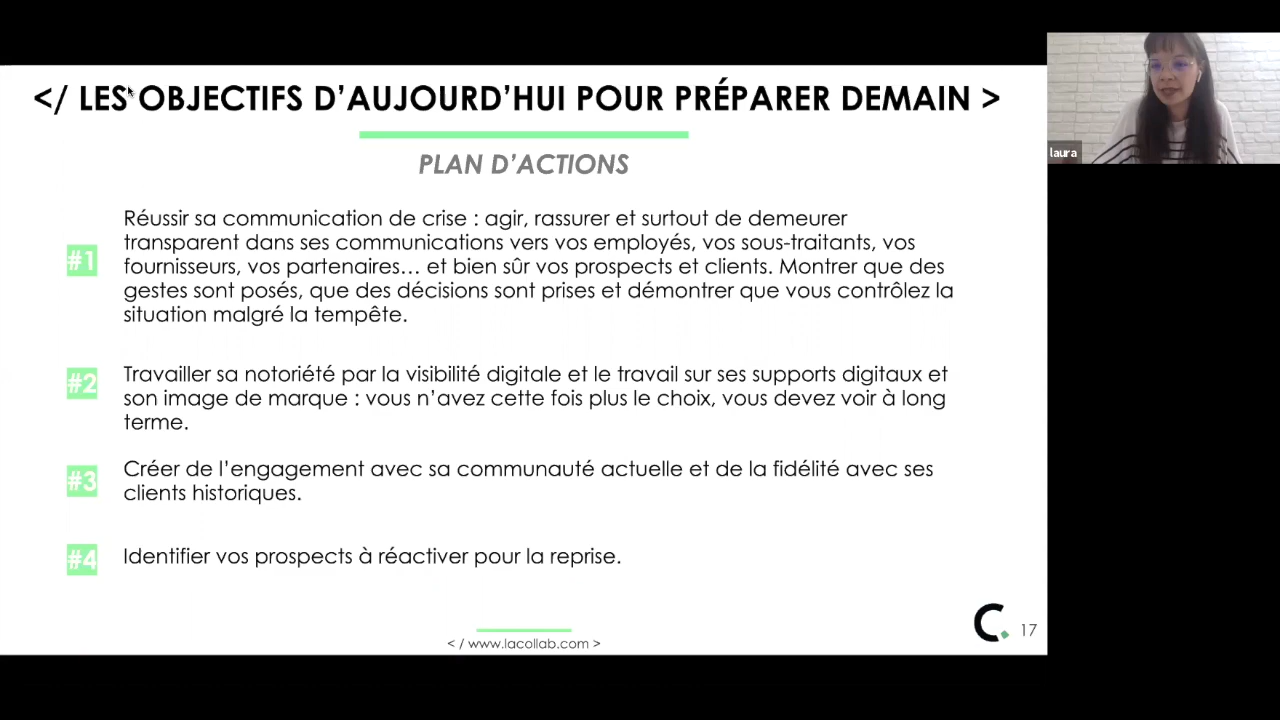 </ LES OBJECTIFS D'AUJOURD'HUI POUR PRÉPARER DEMAIN >
PLAN D'ACTIONS
laura
#1
Réussir sa communication de crise : agir, rassurer et surtout de demeurer
transparent dans ses communications vers vos employés, vos sous-traitants, vos
fournisseurs, vos partenaires… et bien sûr vos prospects et clients. Montrer que des
gestes sont posés, que des décisions sont prises et démontrer que vous contrôlez la
situation malgré la tempête.
#2
Travailler sa notoriété par la visibilité digitale et le travail sur ses supports digitaux et
son image de marque : vous n'avez cette fois plus le choix, vous devez voir à long
terme.
#3
Créer de l'engagement avec sa communauté actuelle et de la fidélité avec ses
clients historiques.
#4
Identifier vos prospects à réactiver pour la reprise.
C.
17
< / www.lacollab.com >